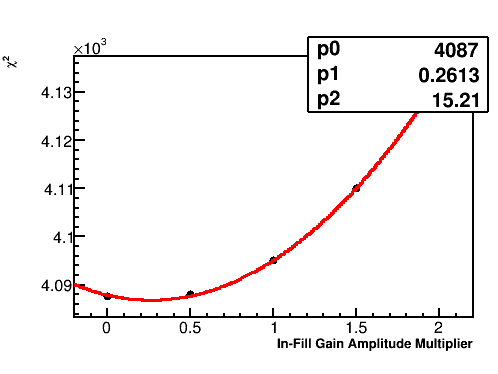 ×10³
χ²
p0 4087
p1 0.2613
p2 15.21
4.13
4.12
4.11
4.1
4.09
0 0.5 1 1.5 2
In-Fill Gain Amplitude Multiplier